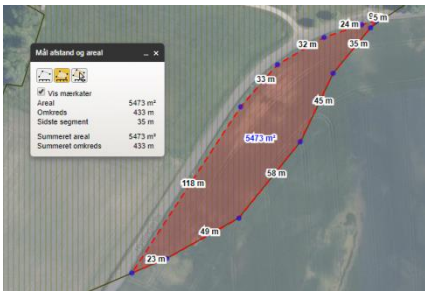 Mål afstand og areal
Vis mærkater
Areal 5473 m²
Omkreds 433 m
Sidste segment 35 m
Summeret areal 5473 m²
Summeret omkreds 433 m
24 m
5 m
32 m
35 m
33 m
45 m
5473 m²
118 m
58 m
49 m
23 m